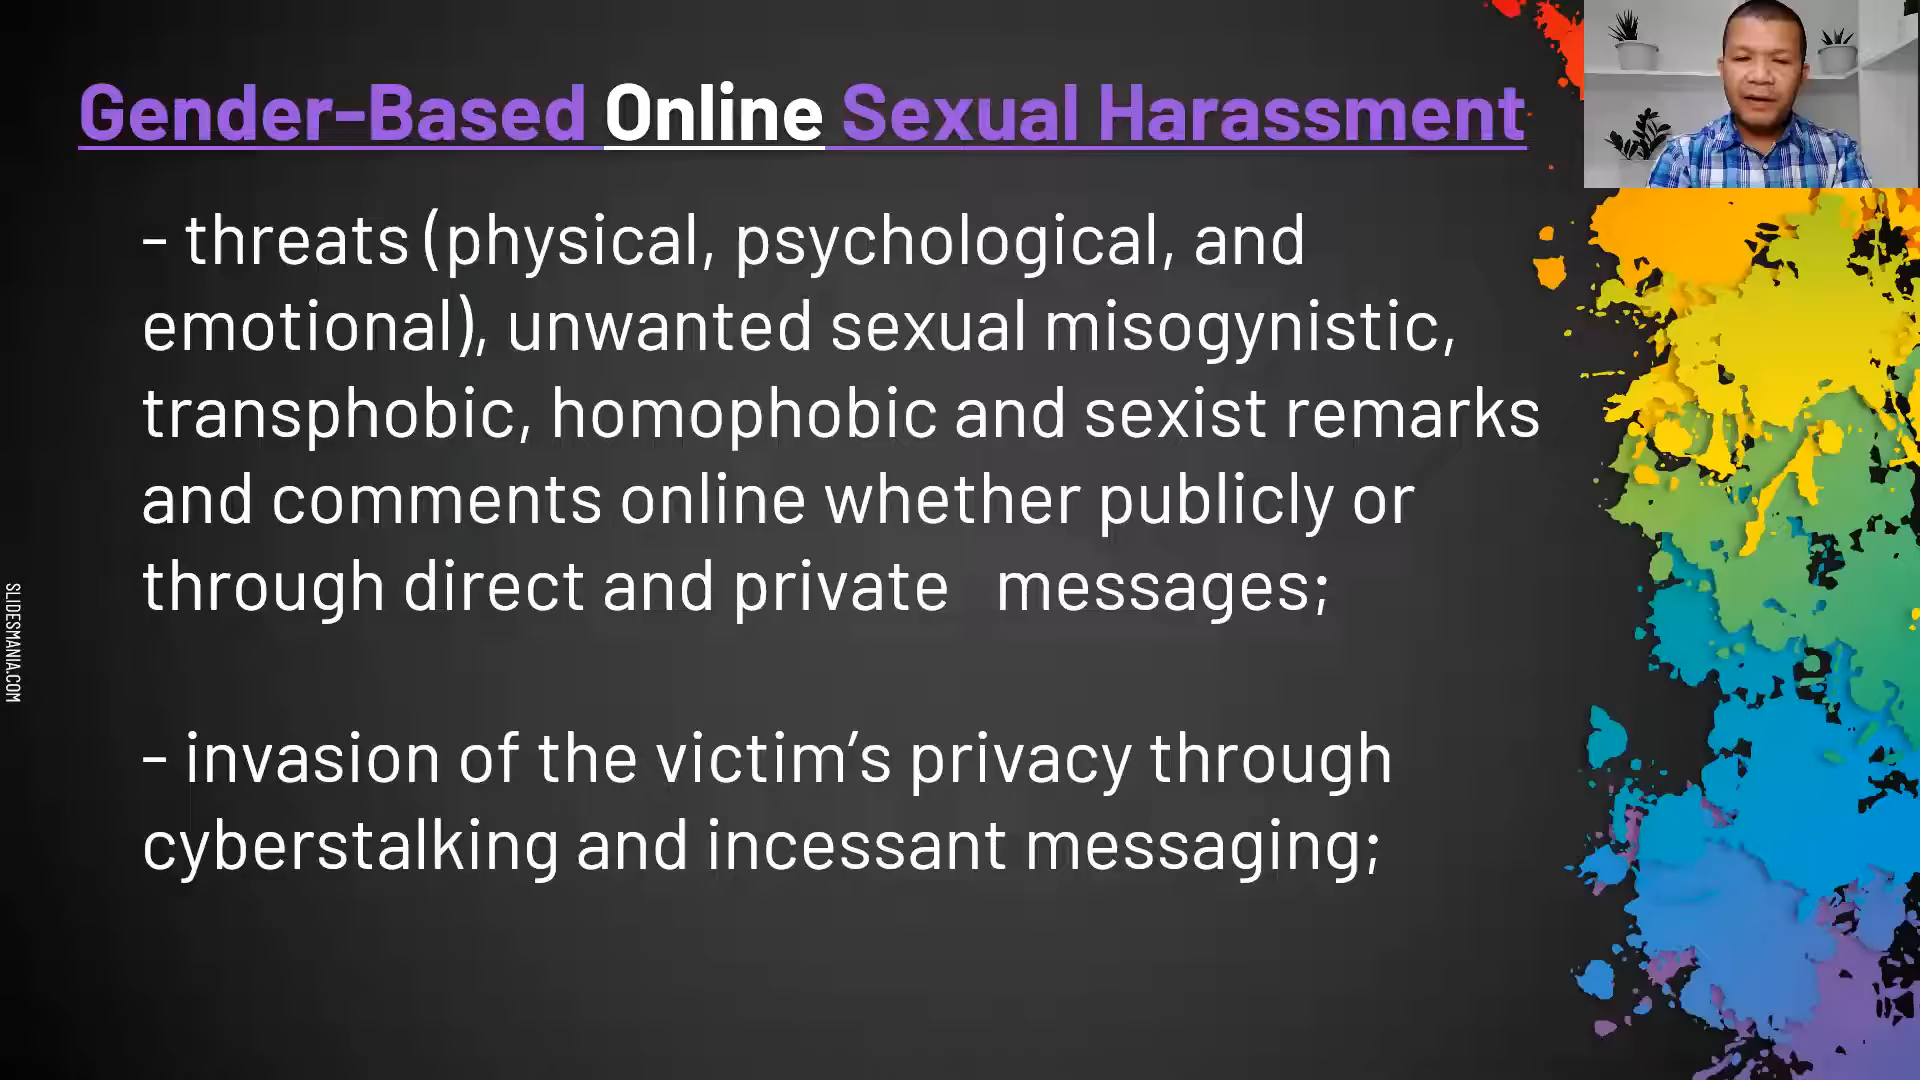 Gender-Based Online Sexual Harassment
- threats (physical, psychological, and
emotional), unwanted sexual misogynistic,
transphobic, homophobic and sexist remarks
and comments online whether publicly or
through direct and private messages;
- invasion of the victim’s privacy through
cyberstalking and incessant messaging;
SLIDESMANIA.COM